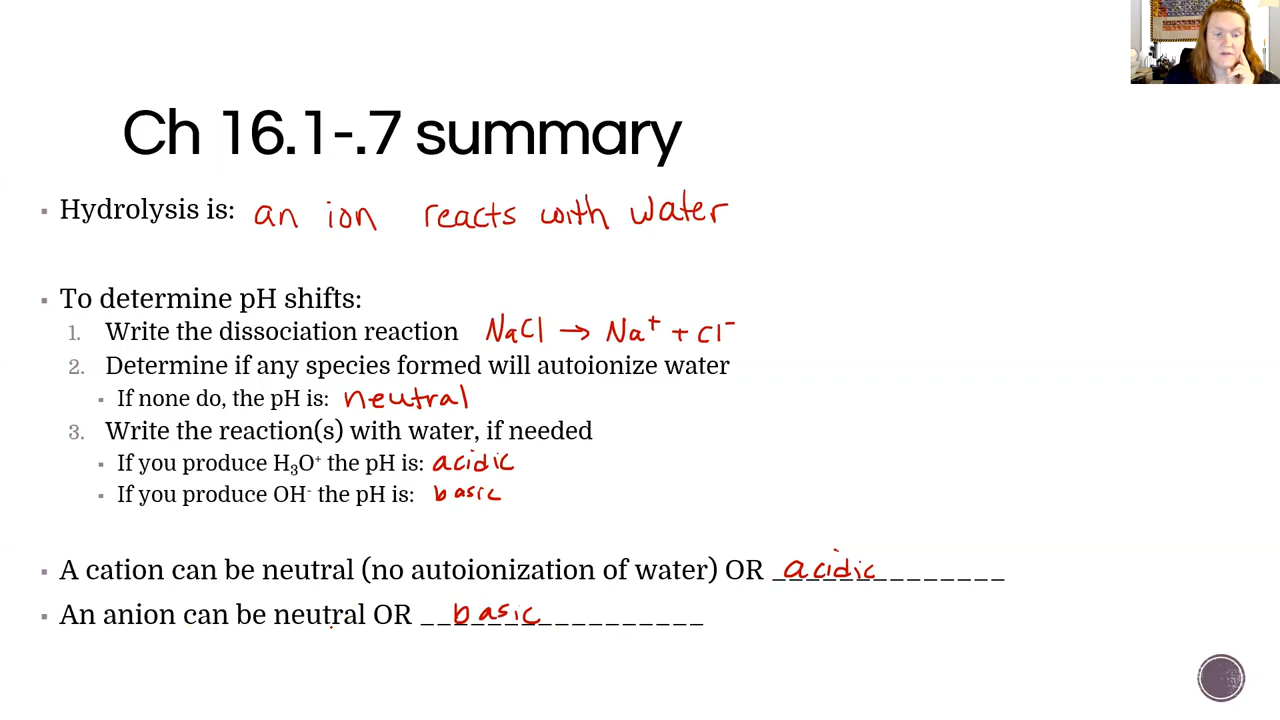 Ch 16.1-.7 summary
▪ Hydrolysis is: an ion reacts with water
▪ To determine pH shifts:
1. Write the dissociation reaction NaCl → Na⁺ + Cl⁻
2. Determine if any species formed will autoionize water
▪ If none do, the pH is: neutral
3. Write the reaction(s) with water, if needed
▪ If you produce H₃O⁺ the pH is: acidic
▪ If you produce OH⁻ the pH is: basic
▪ A cation can be neutral (no autoionization of water) OR acidic
▪ An anion can be neutral OR basic